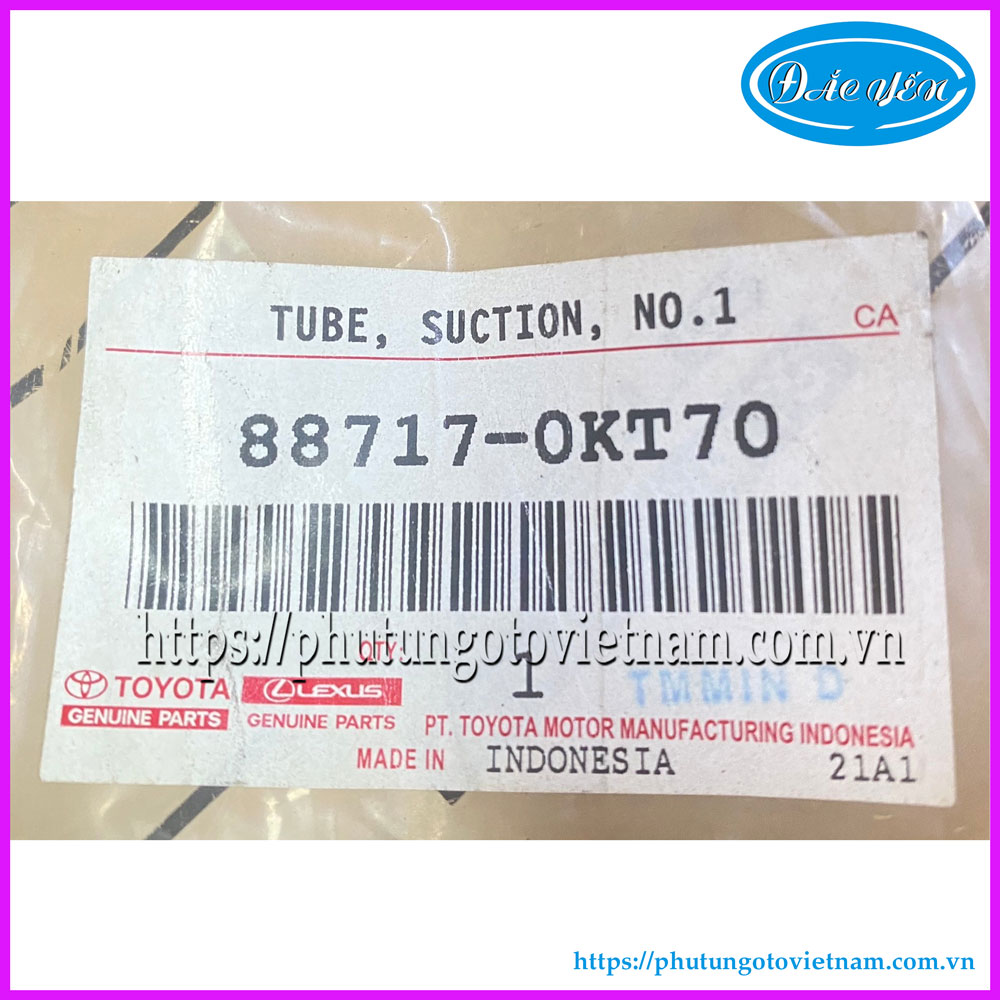 ĐẮC YẾN
TUBE, SUCTION, NO.1
CA
88717-0KT70
https://phutungotovietnam.com.vn
QTY:
1
TMMIN D
TOYOTA
GENUINE PARTS
LEXUS
GENUINE PARTS
PT. TOYOTA MOTOR MANUFACTURING INDONESIA
MADE IN INDONESIA
21A1
https://phutungotovietnam.com.vn